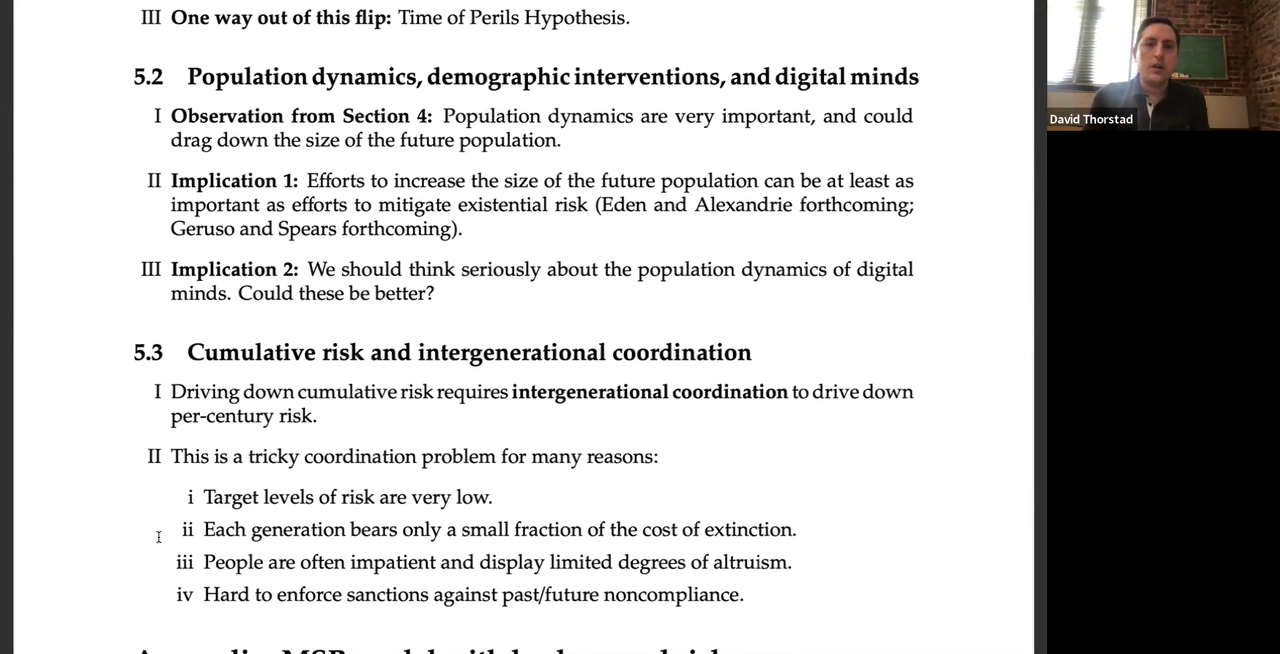 III One way out of this flip: Time of Perils Hypothesis.
5.2 Population dynamics, demographic interventions, and digital minds
I Observation from Section 4: Population dynamics are very important, and could
drag down the size of the future population.
II Implication 1: Efforts to increase the size of the future population can be at least as
important as efforts to mitigate existential risk (Eden and Alexandrie forthcoming;
Geruso and Spears forthcoming).
III Implication 2: We should think seriously about the population dynamics of digital
minds. Could these be better?
5.3 Cumulative risk and intergenerational coordination
I Driving down cumulative risk requires intergenerational coordination to drive down
per-century risk.
II This is a tricky coordination problem for many reasons:
i Target levels of risk are very low.
ii Each generation bears only a small fraction of the cost of extinction.
iii People are often impatient and display limited degrees of altruism.
iv Hard to enforce sanctions against past/future noncompliance.
David Thorstad